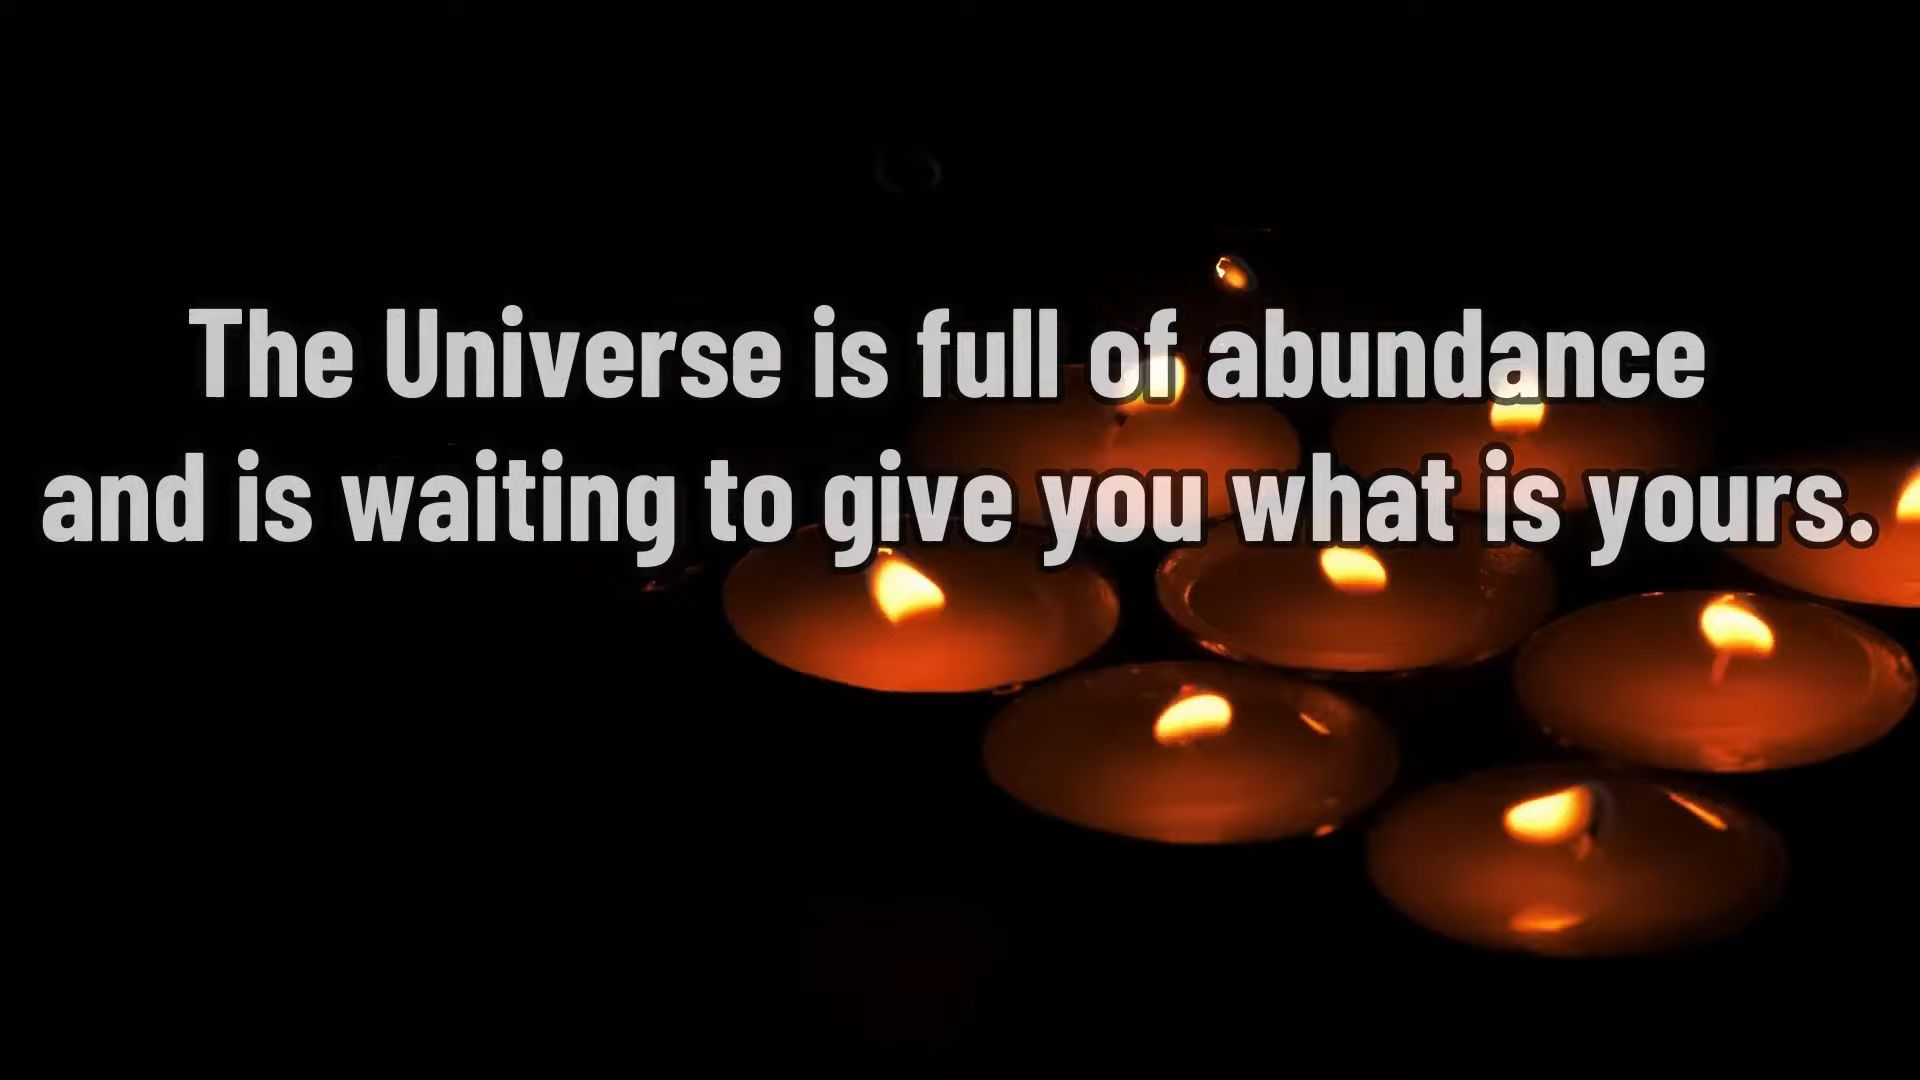 The Universe is full of abundance
and is waiting to give you what is yours.